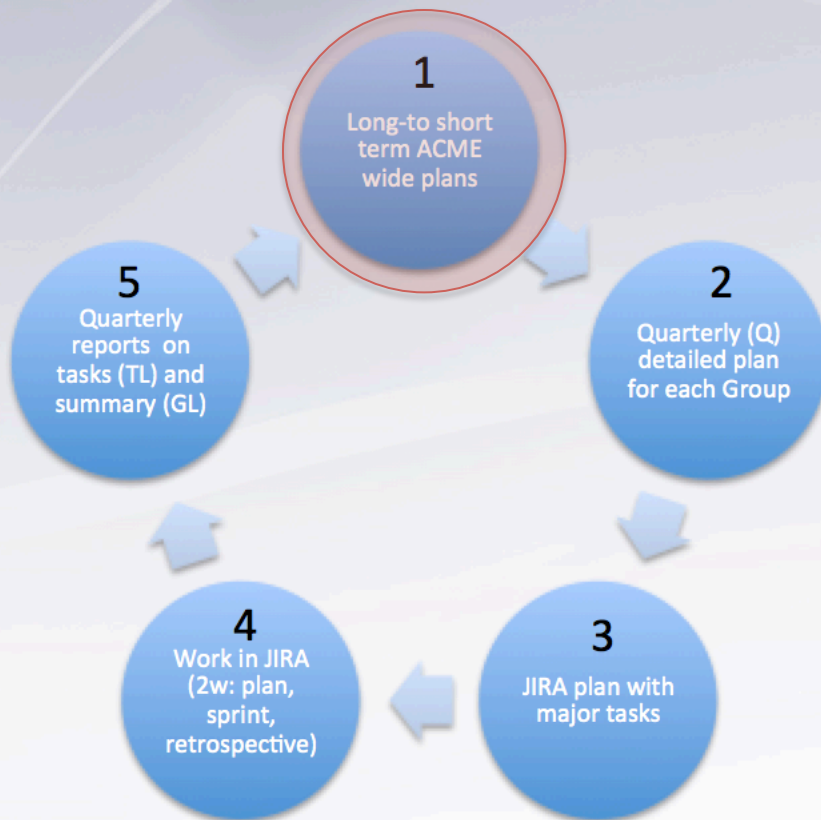 1
Long-to short
term ACME
wide plans
2
Quarterly (Q)
detailed plan
for each Group
3
JIRA plan with
major tasks
4
Work in JIRA
(2w: plan,
sprint,
retrospective)
5
Quarterly
reports on
tasks (TL) and
summary (GL)